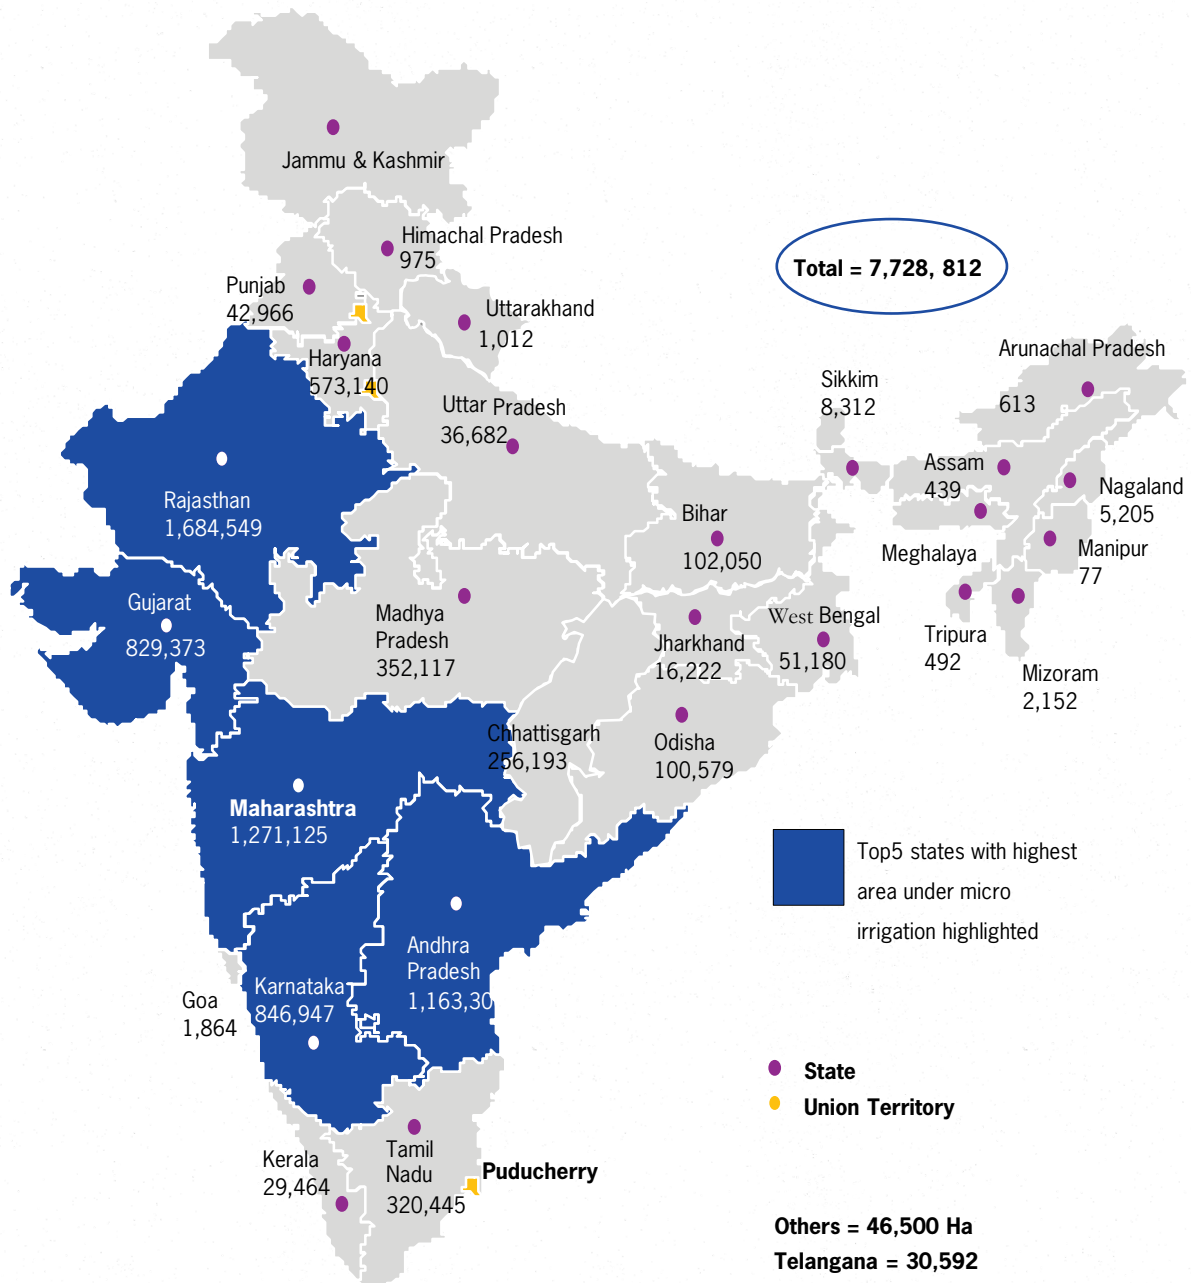 Jammu & Kashmir
Himachal Pradesh
975
Punjab
42,966
Uttarakhand
1,012
Total = 7,728, 812
Haryana
573,140
Uttar Pradesh
36,682
Arunachal Pradesh
613
Sikkim
8,312
Assam
439
Nagaland
5,205
Rajasthan
1,684,549
Bihar
102,050
Meghalaya
Manipur
77
Gujarat
829,373
Madhya
Pradesh
352,117
Jharkhand
16,222
West Bengal
51,180
Tripura
492
Mizoram
2,152
Chhattisgarh
256,193
Odisha
100,579
Maharashtra
1,271,125
Top5 states with highest
area under micro
irrigation highlighted
Andhra
Pradesh
1,163,30
Karnataka
846,947
Goa
1,864
State
Union Territory
Kerala
29,464
Tamil
Nadu
320,445
Puducherry
Others = 46,500 Ha
Telangana = 30,592